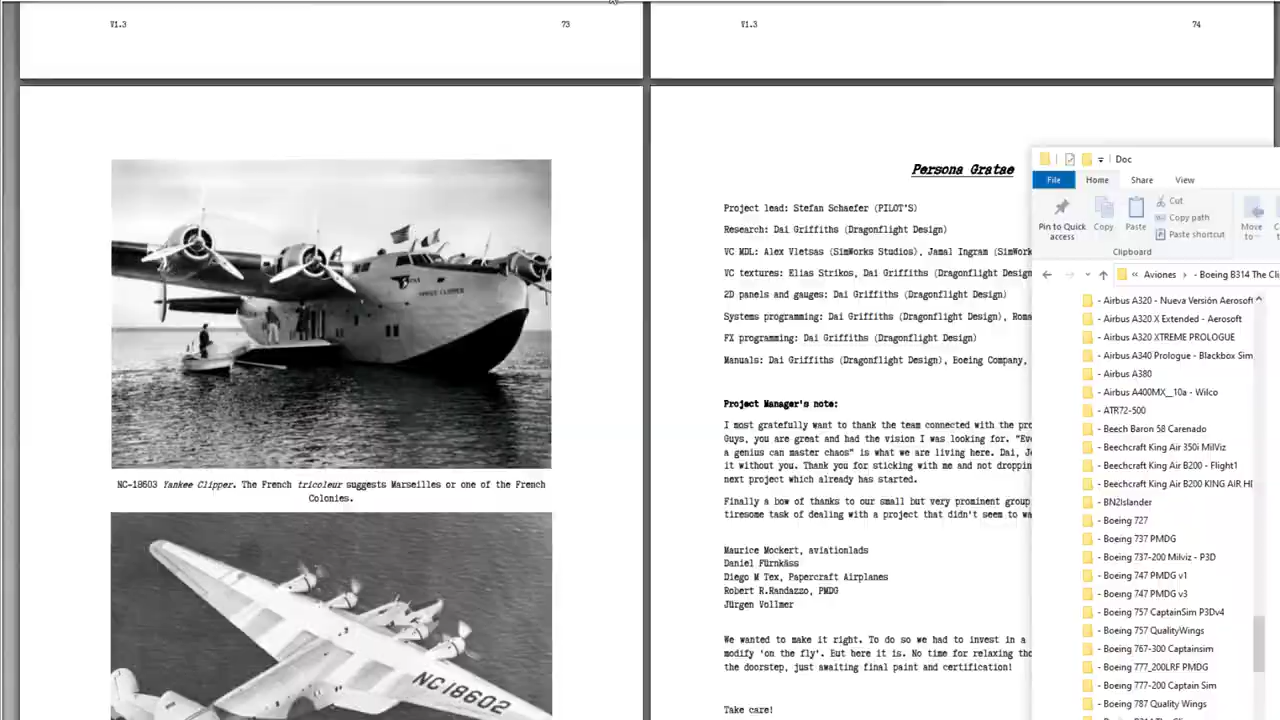 V1.3
73
V1.3
74
YANKEE CLIPPER
NC-18603 Yankee Clipper. The French tricoleur suggests Marseilles or one of the French
Colonies.
NC18602
Persona Gratae
Project lead: Stefan Schaefer (PILOT'S)
Research: Dai Griffiths (Dragonflight Design)
VC MDL: Alex Vletsas (SimWorks Studios), Jamal Ingram (SimWork
VC textures: Elias Strikos, Dai Griffiths (Dragonflight Design
2D panels and gauges: Dai Griffiths (Dragonflight Design)
Systems programming: Dai Griffiths (Dragonflight Design), Roma
FX programming: Dai Griffiths (Dragonflight Design)
Manuals: Dai Griffiths (Dragonflight Design), Boeing Company,
Project Manager's note:
I most gratefully want to thank the team connected with the pro
Guys, you are great and had the vision I was looking for. "Eve
a genius can master chaos" is what we are living here. Dai, Je
it without you. Thank you for sticking with me and not droppin
next project which already has started.
Finally a bow of thanks to our small but very prominent group
tiresome task of dealing with a project that didn't seem to wa
Maurice Mockert, aviationlads
Daniel Fürnkäss
Diego M Tex, Papercraft Airplanes
Robert R.Randazzo, PMDG
Jürgen Vollmer
We wanted to make it right. To do so we had to invest in a
modify 'on the fly'. But here it is. No time for relaxing tho
the doorstep, just awaiting final paint and certification!
Take care!
Doc
File
Home
Share
View
Pin to Quick
access
Copy
Paste
Cut
Copy path
Paste shortcut
Move
to
Clipboard
« Aviones > - Boeing B314 The Cli
- Airbus A320 - Nueva Versión Aerosoft
- Airbus A320 X Extended - Aerosoft
- Airbus A320 XTREME PROLOGUE
- Airbus A340 Prologue - Blackbox Sim
- Airbus A380
- Airbus A400MX__10a - Wilco
- ATR72-500
- Beech Baron 58 Carenado
- Beechcraft King Air 350i MilViz
- Beechcraft King Air B200 - Flight1
- Beechcraft King Air B200 KING AIR HD
- BN2Islander
- Boeing 727
- Boeing 737 PMDG
- Boeing 737-200 Milviz - P3D
- Boeing 747 PMDG v1
- Boeing 747 PMDG v3
- Boeing 757 CaptainSim P3Dv4
- Boeing 757 QualityWings
- Boeing 767-300 Captainsim
- Boeing 777_200LRF PMDG
- Boeing 777-200 Captain Sim
- Boeing 787 Quality Wings